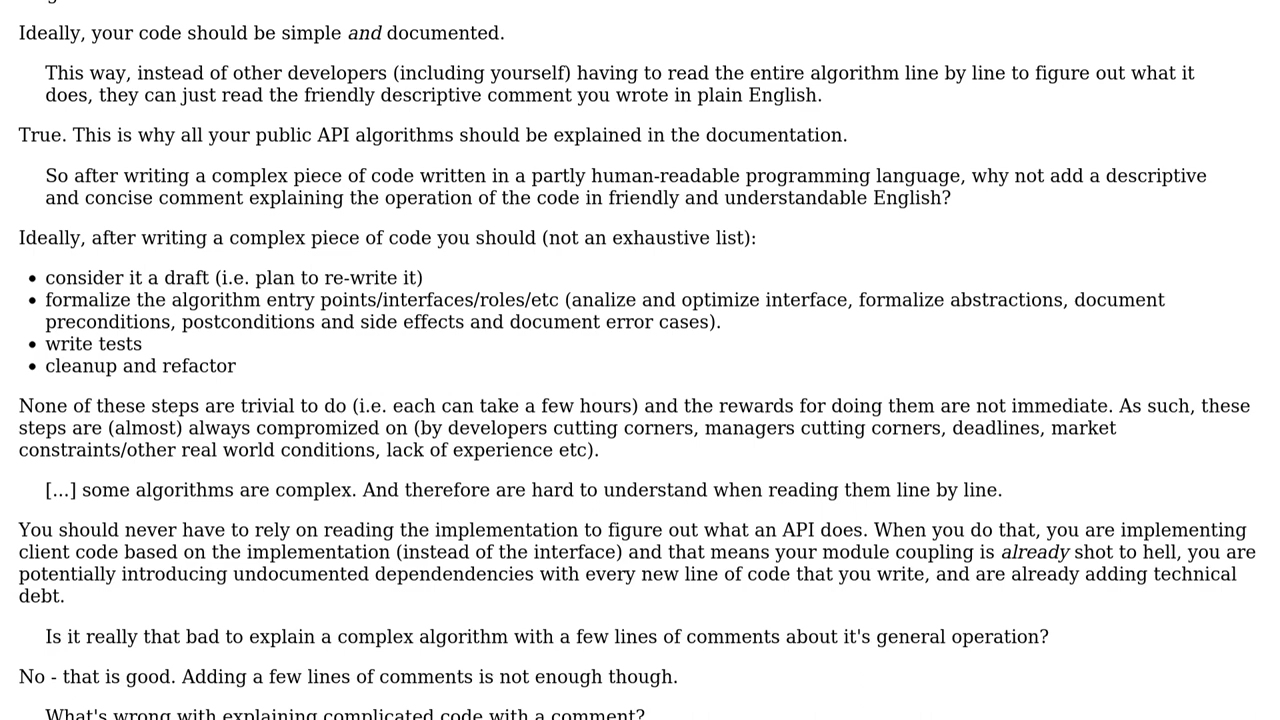 Ideally, your code should be simple and documented.
This way, instead of other developers (including yourself) having to read the entire algorithm line by line to figure out what it
does, they can just read the friendly descriptive comment you wrote in plain English.
True. This is why all your public API algorithms should be explained in the documentation.
So after writing a complex piece of code written in a partly human-readable programming language, why not add a descriptive
and concise comment explaining the operation of the code in friendly and understandable English?
Ideally, after writing a complex piece of code you should (not an exhaustive list):
• consider it a draft (i.e. plan to re-write it)
• formalize the algorithm entry points/interfaces/roles/etc (analize and optimize interface, formalize abstractions, document
preconditions, postconditions and side effects and document error cases).
• write tests
• cleanup and refactor
None of these steps are trivial to do (i.e. each can take a few hours) and the rewards for doing them are not immediate. As such, these
steps are (almost) always compromized on (by developers cutting corners, managers cutting corners, deadlines, market
constraints/other real world conditions, lack of experience etc).
[...] some algorithms are complex. And therefore are hard to understand when reading them line by line.
You should never have to rely on reading the implementation to figure out what an API does. When you do that, you are implementing
client code based on the implementation (instead of the interface) and that means your module coupling is already shot to hell, you are
potentially introducing undocumented dependendencies with every new line of code that you write, and are already adding technical
debt.
Is it really that bad to explain a complex algorithm with a few lines of comments about it's general operation?
No - that is good. Adding a few lines of comments is not enough though.
What's wrong with explaining complicated code with a comment?